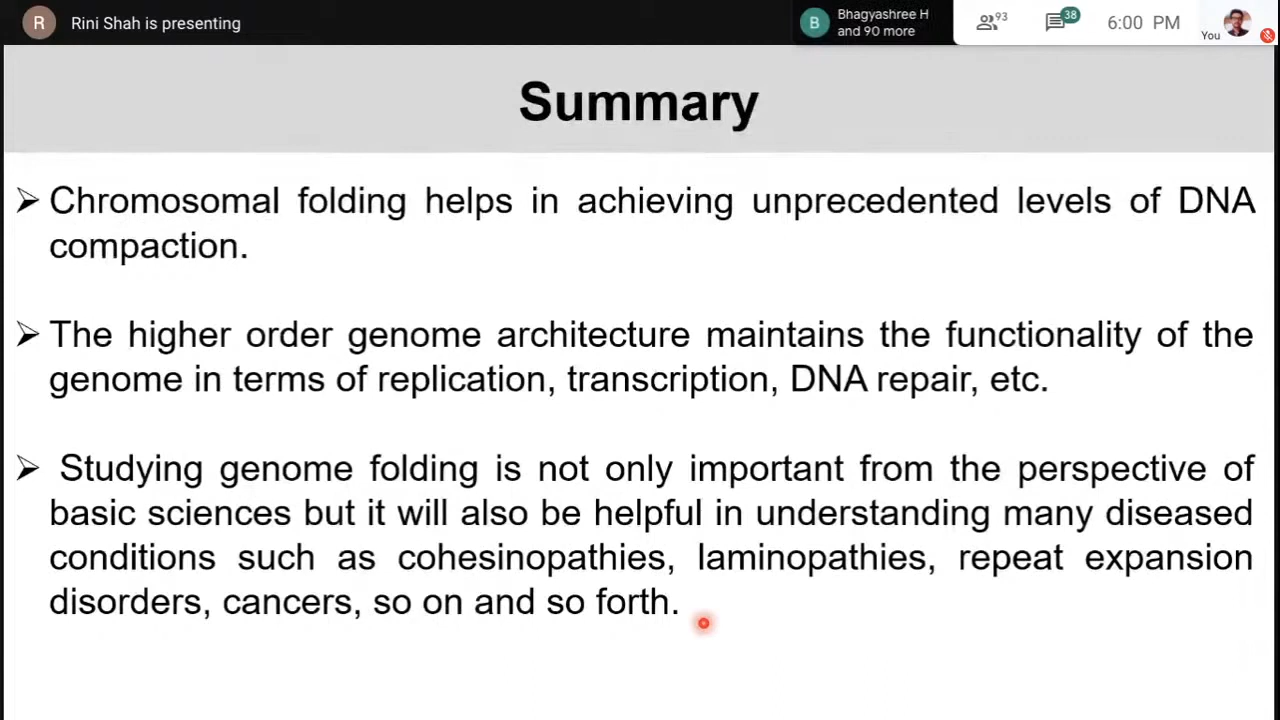 R Rini Shah is presenting
B Bhagyashree H
and 90 more
93
38
6:00 PM
You
Summary
➢ Chromosomal folding helps in achieving unprecedented levels of DNA
compaction.
➢ The higher order genome architecture maintains the functionality of the
genome in terms of replication, transcription, DNA repair, etc.
➢ Studying genome folding is not only important from the perspective of
basic sciences but it will also be helpful in understanding many diseased
conditions such as cohesinopathies, laminopathies, repeat expansion
disorders, cancers, so on and so forth.